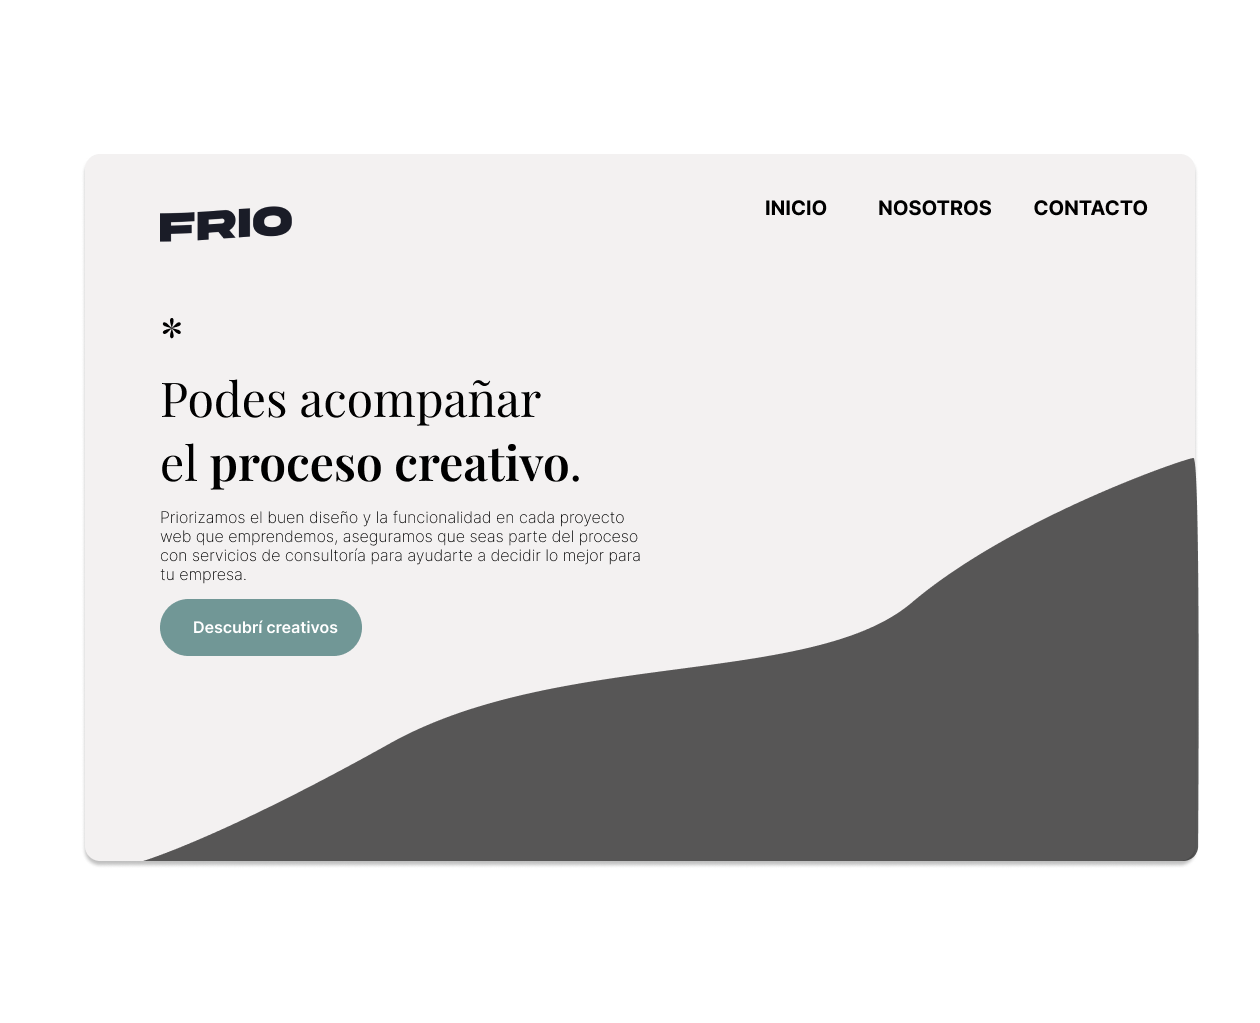 FRIO
INICIO NOSOTROS CONTACTO
*
Podes acompañar
el proceso creativo.
Priorizamos el buen diseño y la funcionalidad en cada proyecto
web que emprendemos, aseguramos que seas parte del proceso
con servicios de consultoría para ayudarte a decidir lo mejor para
tu empresa.
Descubrí creativos